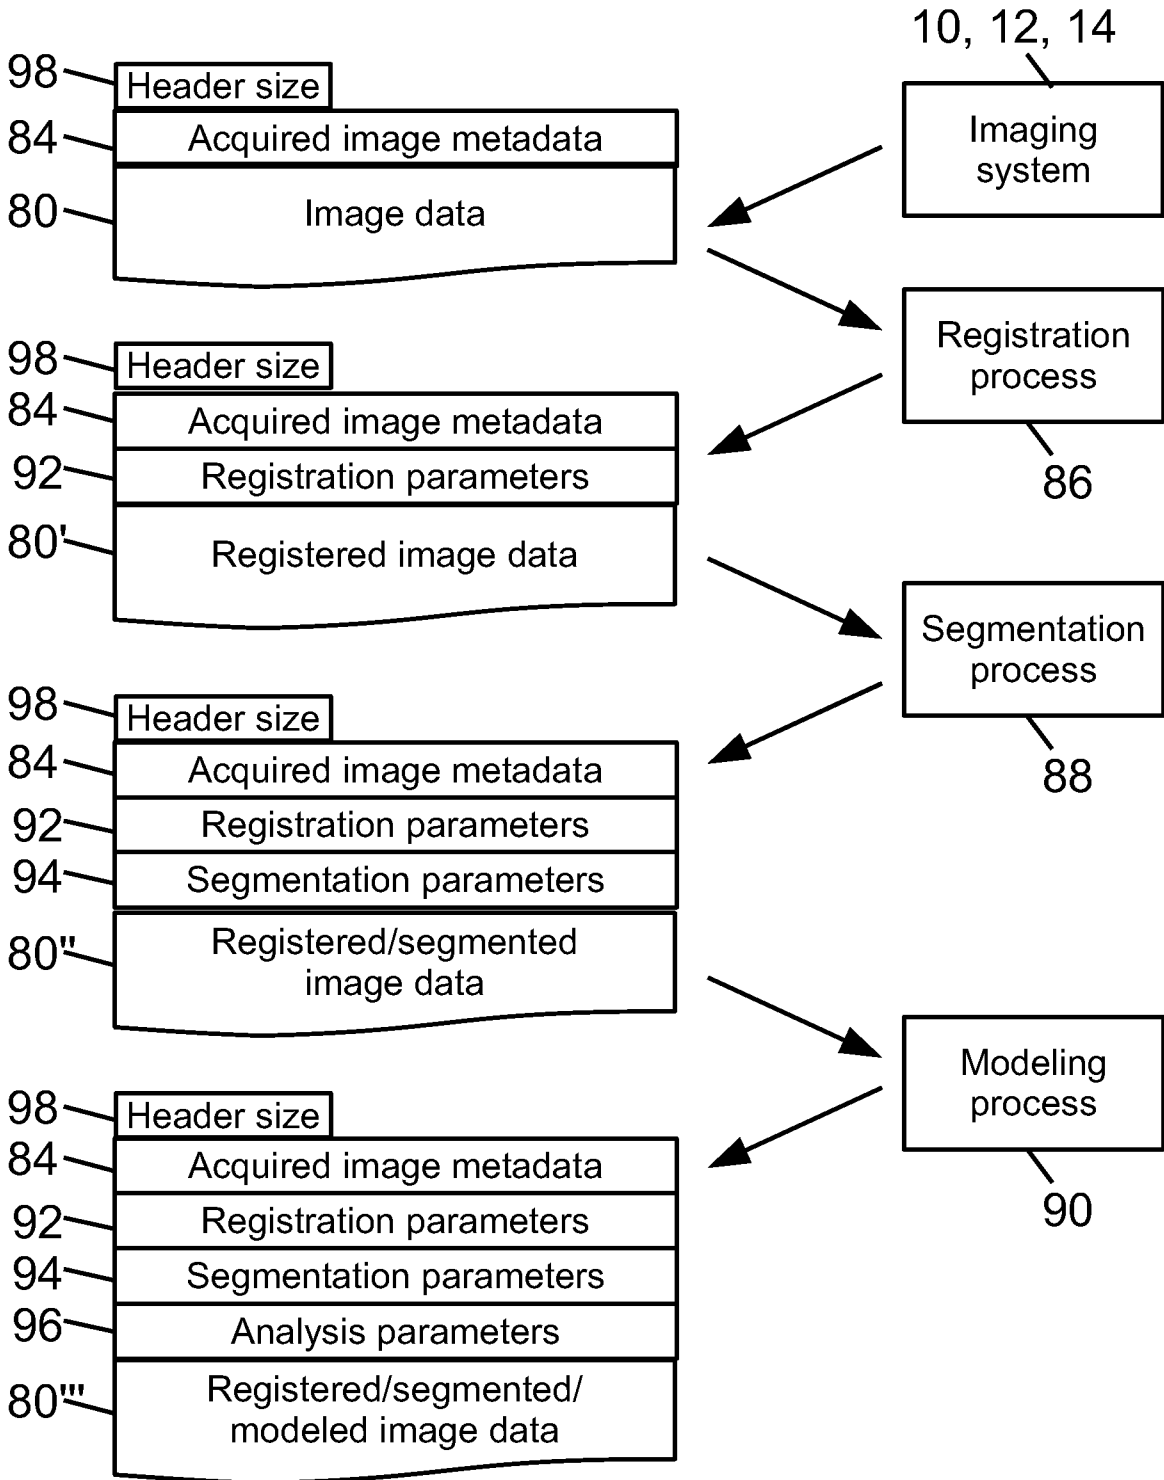 10, 12, 14
98
Header size
84
Acquired image metadata
Imaging
system
80
Image data
98
Header size
Registration
process
84
Acquired image metadata
92
Registration parameters
86
80'
Registered image data
Segmentation
process
98
Header size
84
Acquired image metadata
88
92
Registration parameters
94
Segmentation parameters
80"
Registered/segmented
image data
Modeling
process
98
Header size
84
Acquired image metadata
92
Registration parameters
90
94
Segmentation parameters
96
Analysis parameters
80'''
Registered/segmented/
modeled image data